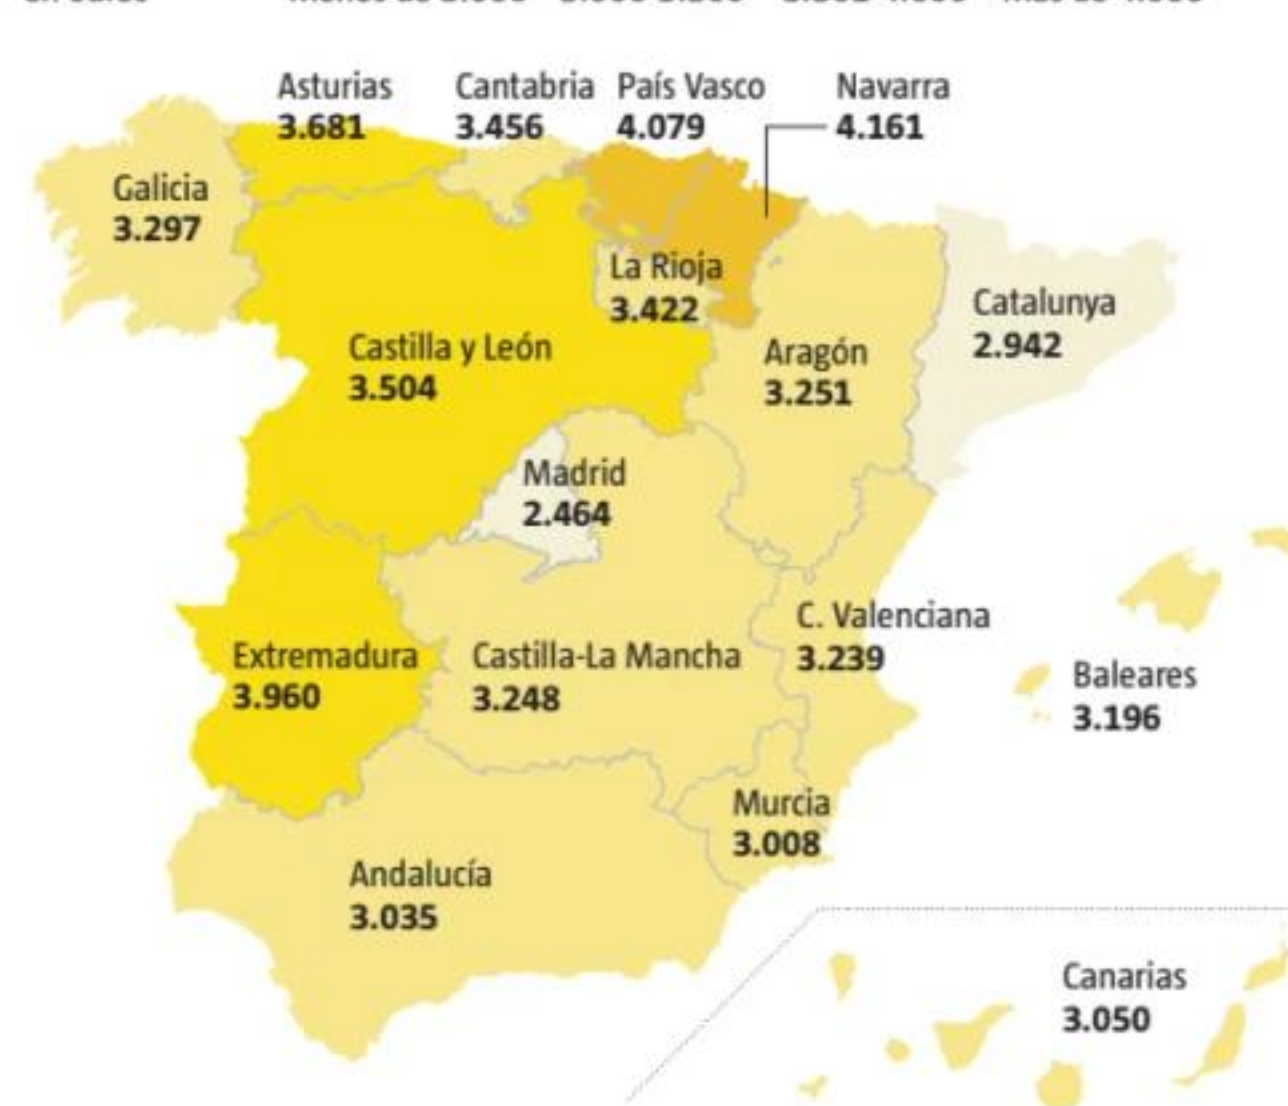 Asturias
3.681
Cantabria
3.456
País Vasco
4.079
Navarra
4.161
Galicia
3.297
La Rioja
3.422
Catalunya
2.942
Castilla y León
3.504
Aragón
3.251
Madrid
2.464
C. Valenciana
3.239
Extremadura
3.960
Castilla-La Mancha
3.248
Baleares
3.196
Murcia
3.008
Andalucía
3.035
Canarias
3.050